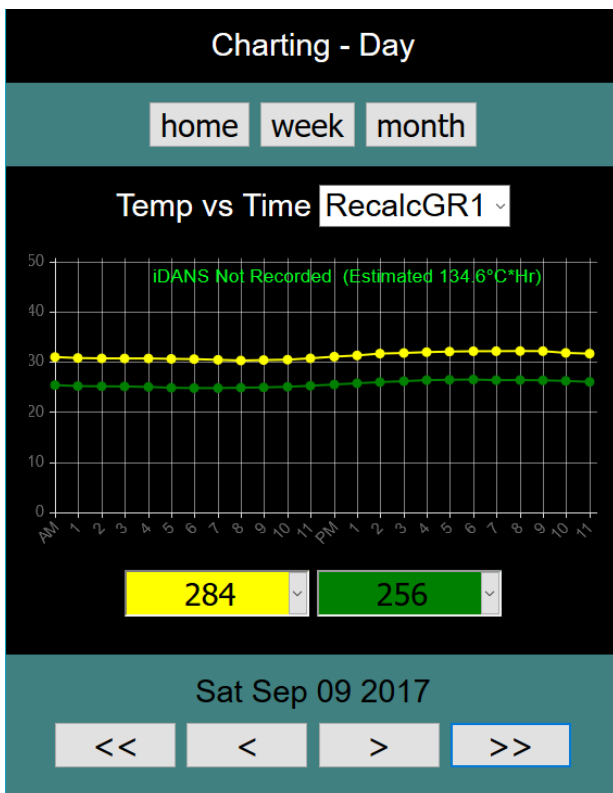 Charting - Day
home week month
Temp vs Time RecalcGR1
iDANS Not Recorded (Estimated 134.6°C*Hr)
50
40
30
20
10
0
AM 1 2 3 4 5 6 7 8 9 10 11 PM 1 2 3 4 5 6 7 8 9 10 11
284 256
Sat Sep 09 2017
<< < > >>